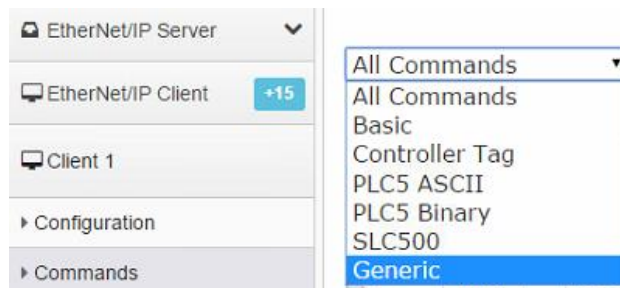 EtherNet/IP Server
EtherNet/IP Client +15
Client 1
Configuration
Commands
All Commands
All Commands
Basic
Controller Tag
PLC5 ASCII
PLC5 Binary
SLC500
Generic